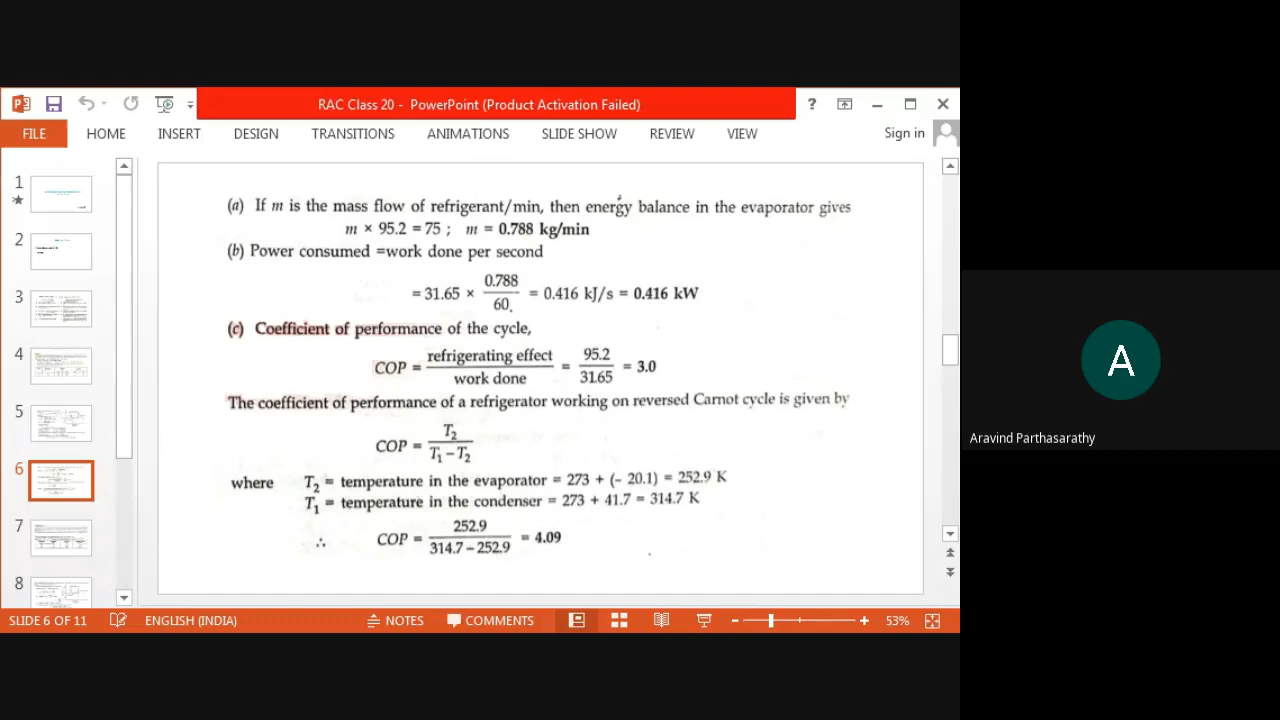 RAC Class 20 - PowerPoint (Product Activation Failed)
?
FILE HOME INSERT DESIGN TRANSITIONS ANIMATIONS SLIDE SHOW REVIEW VIEW Sign in
1
2
3
4
5
6
7
8
(a) If m is the mass flow of refrigerant/min, then energy balance in the evaporator gives
m × 95.2 = 75 ; m = 0.788 kg/min
(b) Power consumed =work done per second
= 31.65 × 0.788/60 = 0.416 kJ/s = 0.416 kW
(c) Coefficient of performance of the cycle,
COP = refrigerating effect/work done = 95.2/31.65 = 3.0
The coefficient of performance of a refrigerator working on reversed Carnot cycle is given by
COP = T₂/T₁ – T₂
where T₂ = temperature in the evaporator = 273 + (– 20.1) = 252.9 K
T₁ = temperature in the condenser = 273 + 41.7 = 314.7 K
∴ COP = 252.9/314.7 – 252.9 = 4.09
SLIDE 6 OF 11 ENGLISH (INDIA) NOTES COMMENTS 53%
A
Aravind Parthasarathy